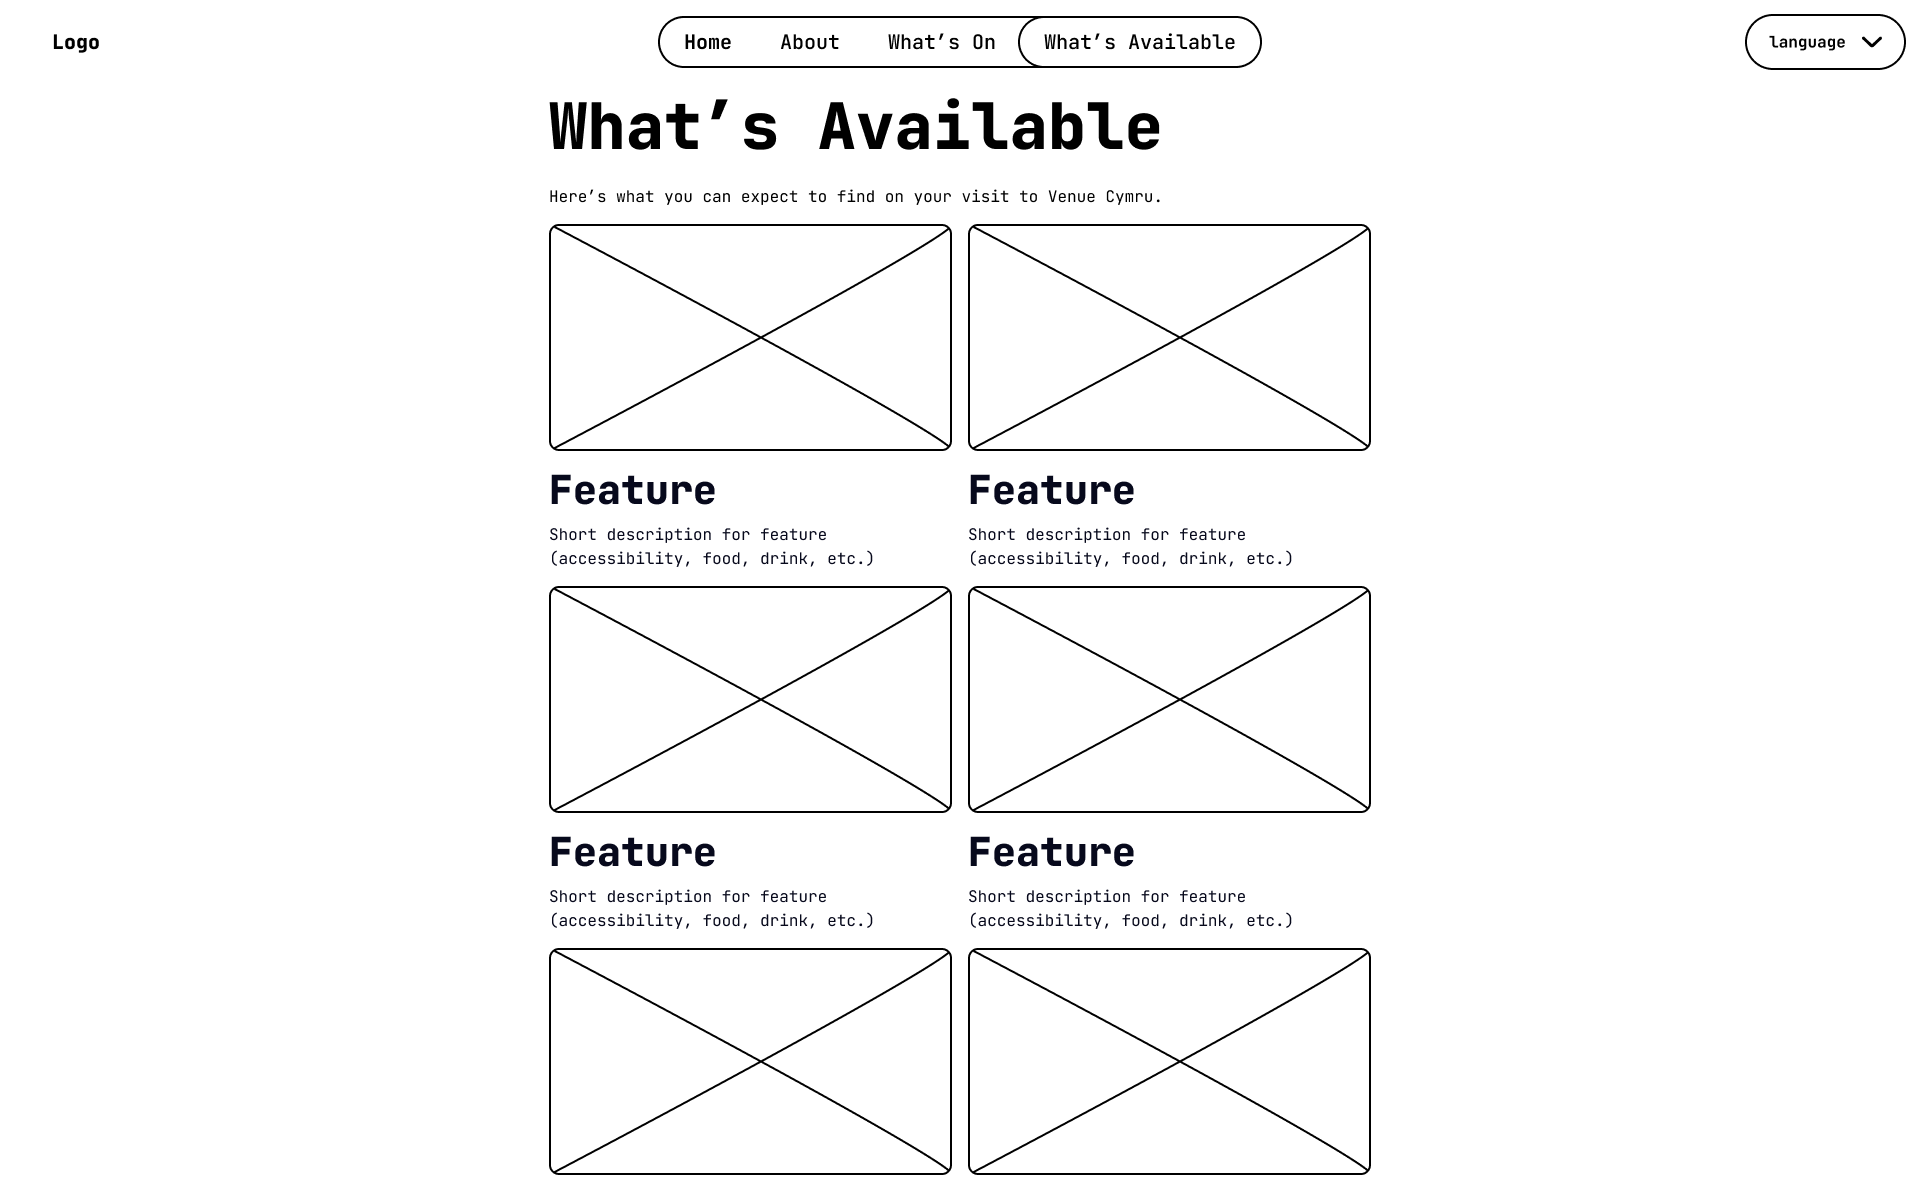 Logo
Home
About
What’s On
What’s Available
language
What’s Available
Here’s what you can expect to find on your visit to Venue Cymru.
Feature
Short description for feature
(accessibility, food, drink, etc.)
Feature
Short description for feature
(accessibility, food, drink, etc.)
Feature
Short description for feature
(accessibility, food, drink, etc.)
Feature
Short description for feature
(accessibility, food, drink, etc.)